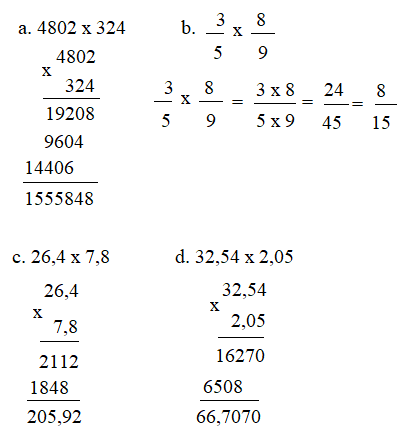 a. 4802 x 324
4802
x
324
19208
9604
14406
1555848
b. 3/5 x 8/9
3/5 x 8/9 = 3 x 8/5 x 9 = 24/45 = 8/15
c. 26,4 x 7,8
26,4
x
7,8
2112
1848
205,92
d. 32,54 x 2,05
32,54
x
2,05
16270
6508
66,7070